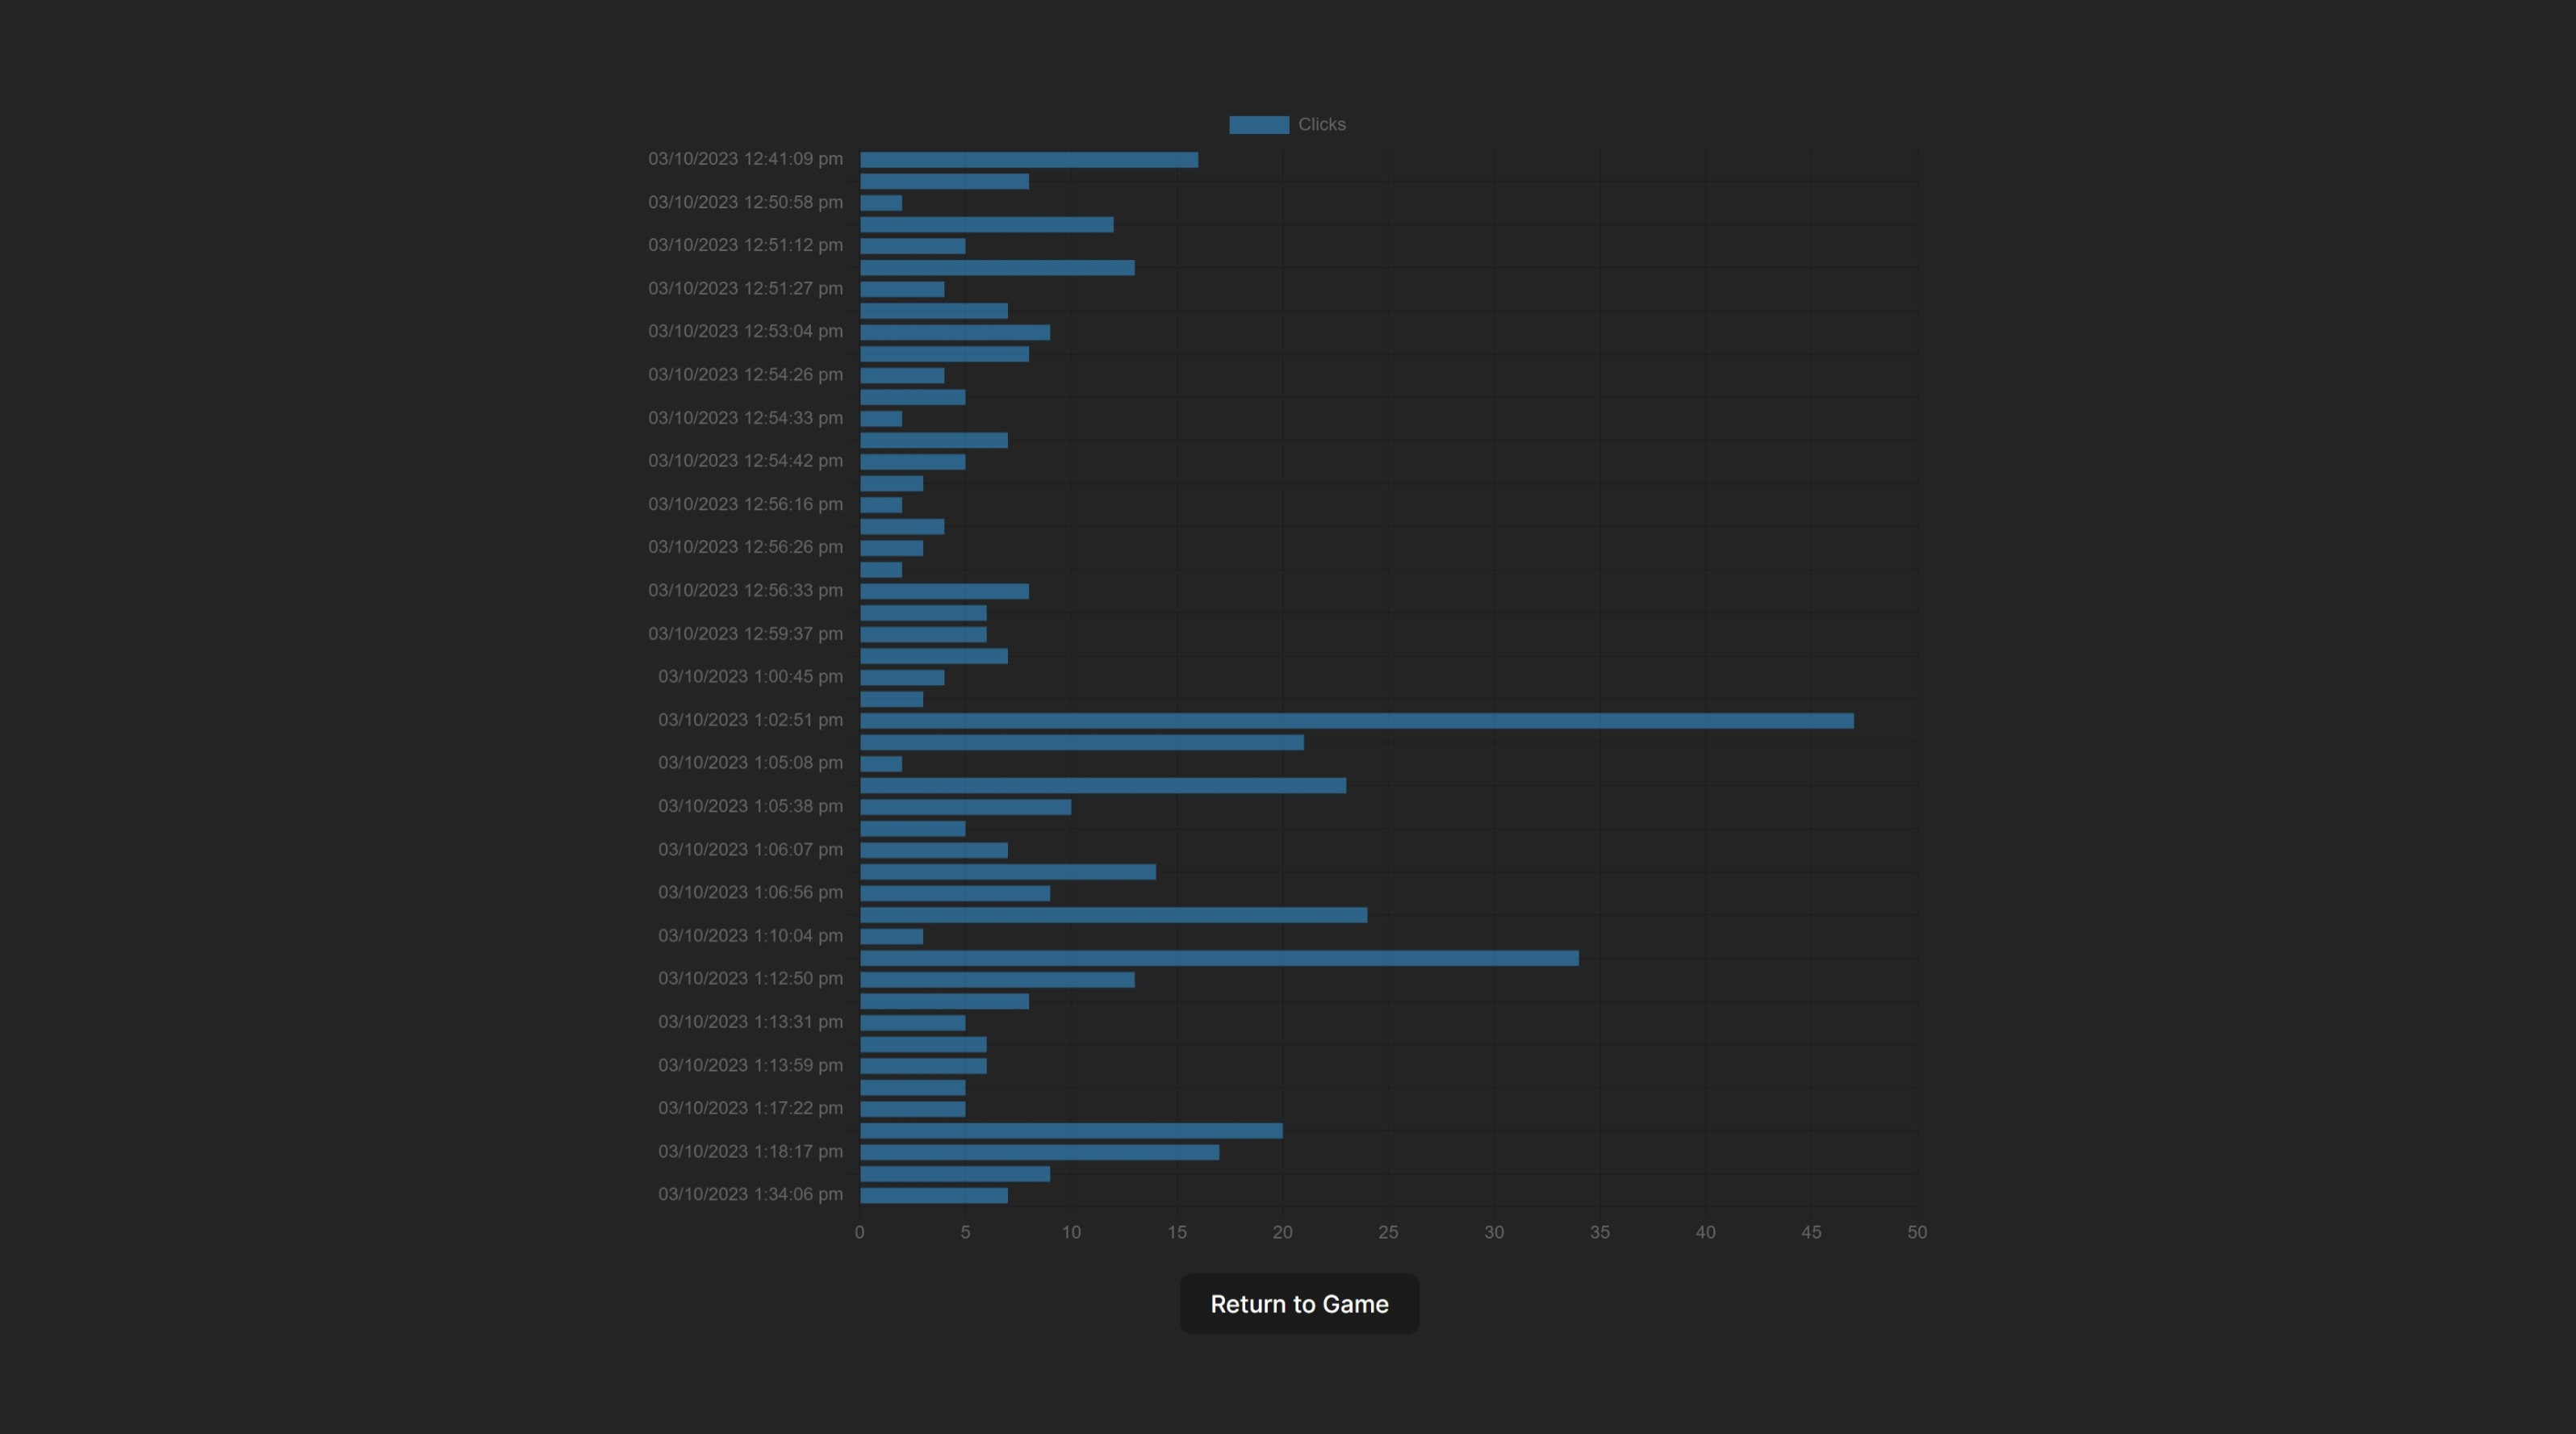 Clicks
03/10/2023 12:41:09 pm
03/10/2023 12:50:58 pm
03/10/2023 12:51:12 pm
03/10/2023 12:51:27 pm
03/10/2023 12:53:04 pm
03/10/2023 12:54:26 pm
03/10/2023 12:54:33 pm
03/10/2023 12:54:42 pm
03/10/2023 12:56:16 pm
03/10/2023 12:56:26 pm
03/10/2023 12:56:33 pm
03/10/2023 12:59:37 pm
03/10/2023 1:00:45 pm
03/10/2023 1:02:51 pm
03/10/2023 1:05:08 pm
03/10/2023 1:05:38 pm
03/10/2023 1:06:07 pm
03/10/2023 1:06:56 pm
03/10/2023 1:10:04 pm
03/10/2023 1:12:50 pm
03/10/2023 1:13:31 pm
03/10/2023 1:13:59 pm
03/10/2023 1:17:22 pm
03/10/2023 1:18:17 pm
03/10/2023 1:34:06 pm
0 5 10 15 20 25 30 35 40 45 50
Return to Game